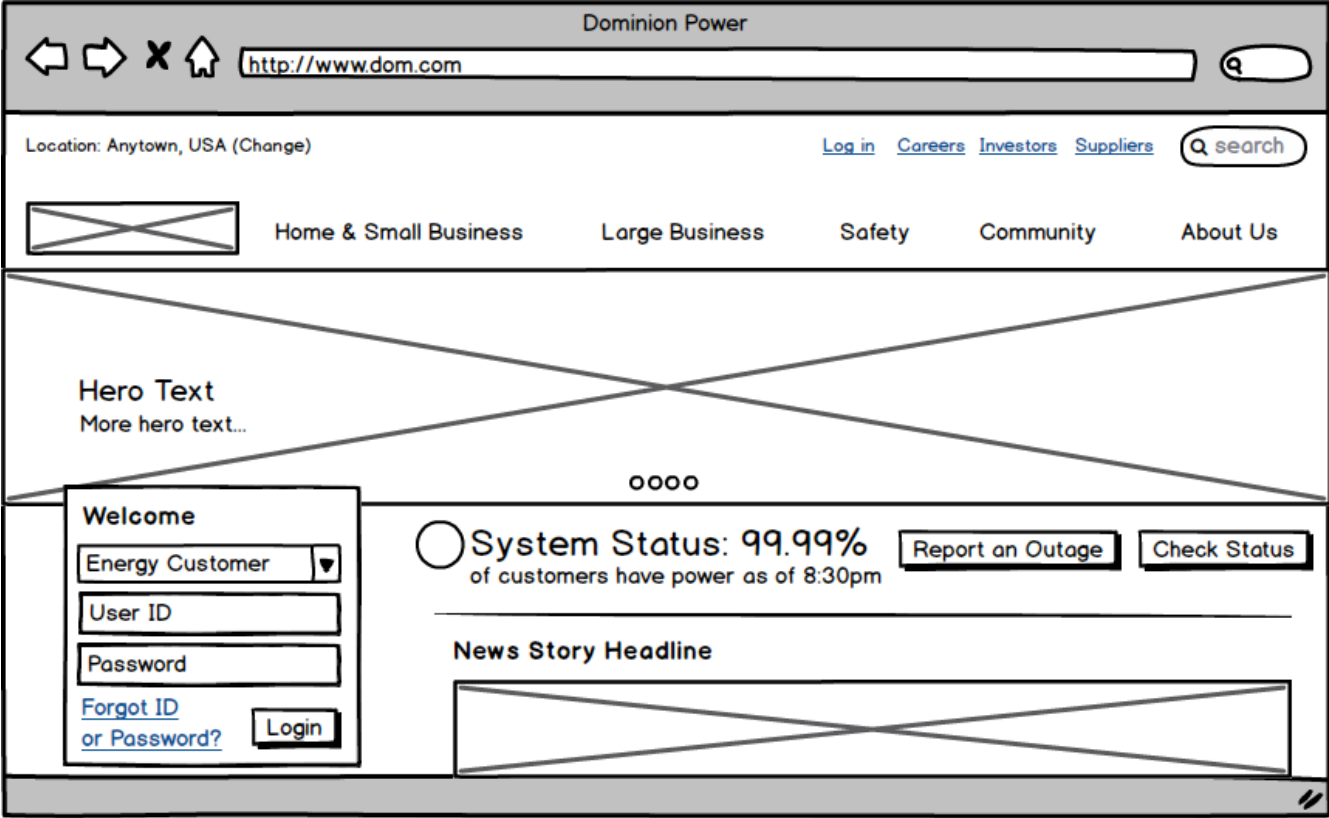 Dominion Power
http://www.dom.com
Location: Anytown, USA (Change)
Log in Careers Investors Suppliers search
Home & Small Business Large Business Safety Community About Us
Hero Text
More hero text...
Welcome
Energy Customer
User ID
Password
Forgot ID
or Password?
Login
System Status: 99.99%
of customers have power as of 8:30pm
Report an Outage
Check Status
News Story Headline